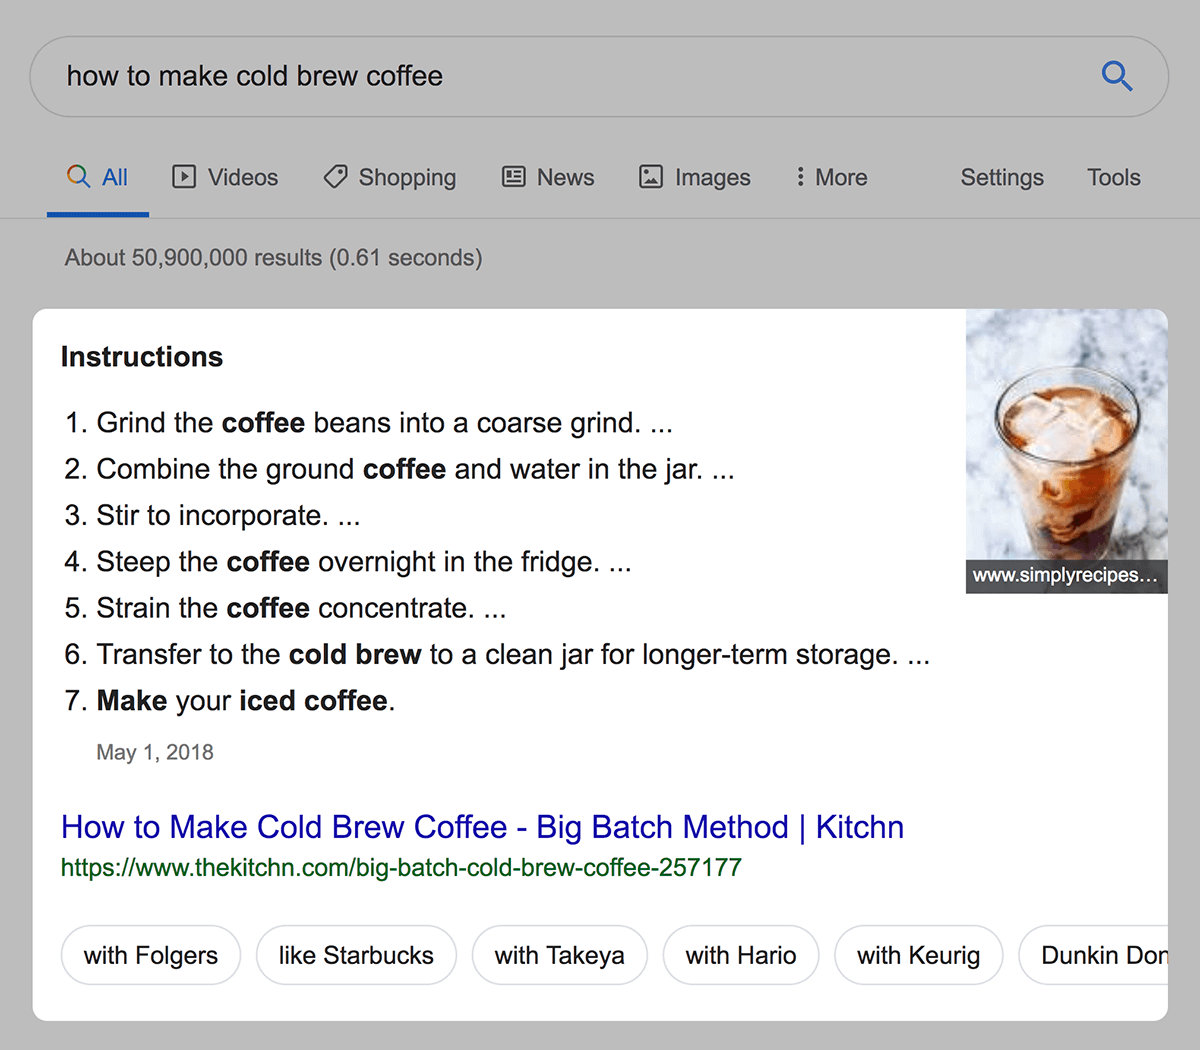 how to make cold brew coffee
All Videos Shopping News Images More Settings Tools
About 50,900,000 results (0.61 seconds)
Instructions
1. Grind the coffee beans into a coarse grind. ...
2. Combine the ground coffee and water in the jar. ...
3. Stir to incorporate. ...
4. Steep the coffee overnight in the fridge. ...
5. Strain the coffee concentrate. ...
6. Transfer to the cold brew to a clean jar for longer-term storage. ...
7. Make your iced coffee.
www.simplyrecipes...
May 1, 2018
How to Make Cold Brew Coffee - Big Batch Method | Kitchn
https://www.thekitchn.com/big-batch-cold-brew-coffee-257177
with Folgers like Starbucks with Takeya with Hario with Keurig Dunkin Don